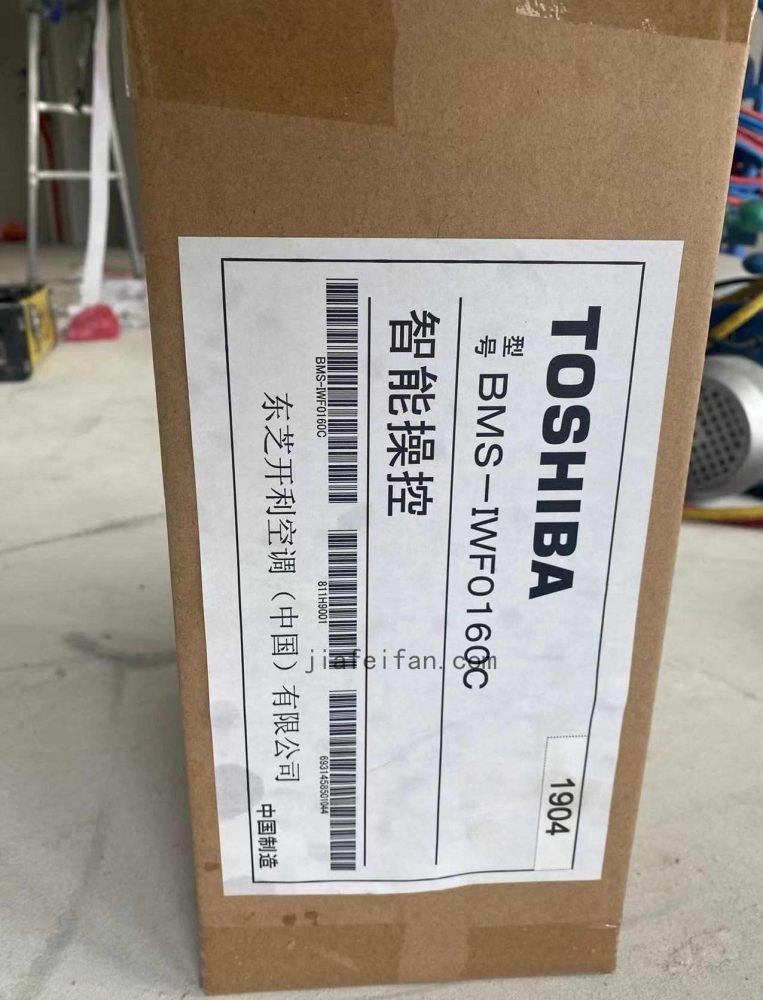 TOSHIBA
型号 BMS-IWF0160C
智能操控
BMS-IWF0160C
811H9001
6931458501044
东芝开利空调（中国）有限公司
中国制造
1904
jiafeifan.com